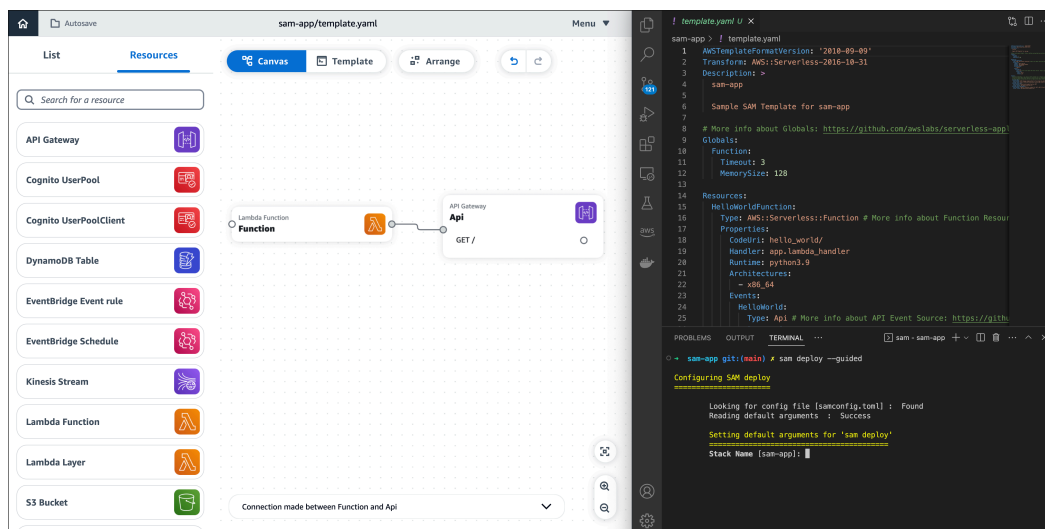 Autosave
sam-app/template.yaml
Menu ▼
List
Resources
Canvas
Template
Arrange
Search for a resource
API Gateway
Cognito UserPool
Cognito UserPoolClient
DynamoDB Table
EventBridge Event rule
EventBridge Schedule
Kinesis Stream
Lambda Function
Lambda Layer
S3 Bucket
Lambda Function
Function
API Gateway
Api
GET /
Connection made between Function and Api
121
aws
! template.yaml U ×
sam-app > ! template.yaml
1 AWSTemplateFormatVersion: '2010-09-09'
2 Transform: AWS::Serverless-2016-10-31
3 Description: >
4 sam-app
5
6 Sample SAM Template for sam-app
7
8 # More info about Globals: https://github.com/awslabs/serverless-appl
9 Globals:
10 Function:
11 Timeout: 3
12 MemorySize: 128
13
14 Resources:
15 HelloWorldFunction:
16 Type: AWS::Serverless::Function # More info about Function Resour
17 Properties:
18 CodeUri: hello_world/
19 Handler: app.lambda_handler
20 Runtime: python3.9
21 Architectures:
22 - x86_64
23 Events:
24 HelloWorld:
25 Type: Api # More info about API Event Source: https://githu
PROBLEMS OUTPUT TERMINAL ··· sam - sam-app
→ sam-app git:(main) ✗ sam deploy --guided
Configuring SAM deploy
======================
Looking for config file [samconfig.toml] : Found
Reading default arguments : Success
Setting default arguments for 'sam deploy'
=========================================
Stack Name [sam-app]: